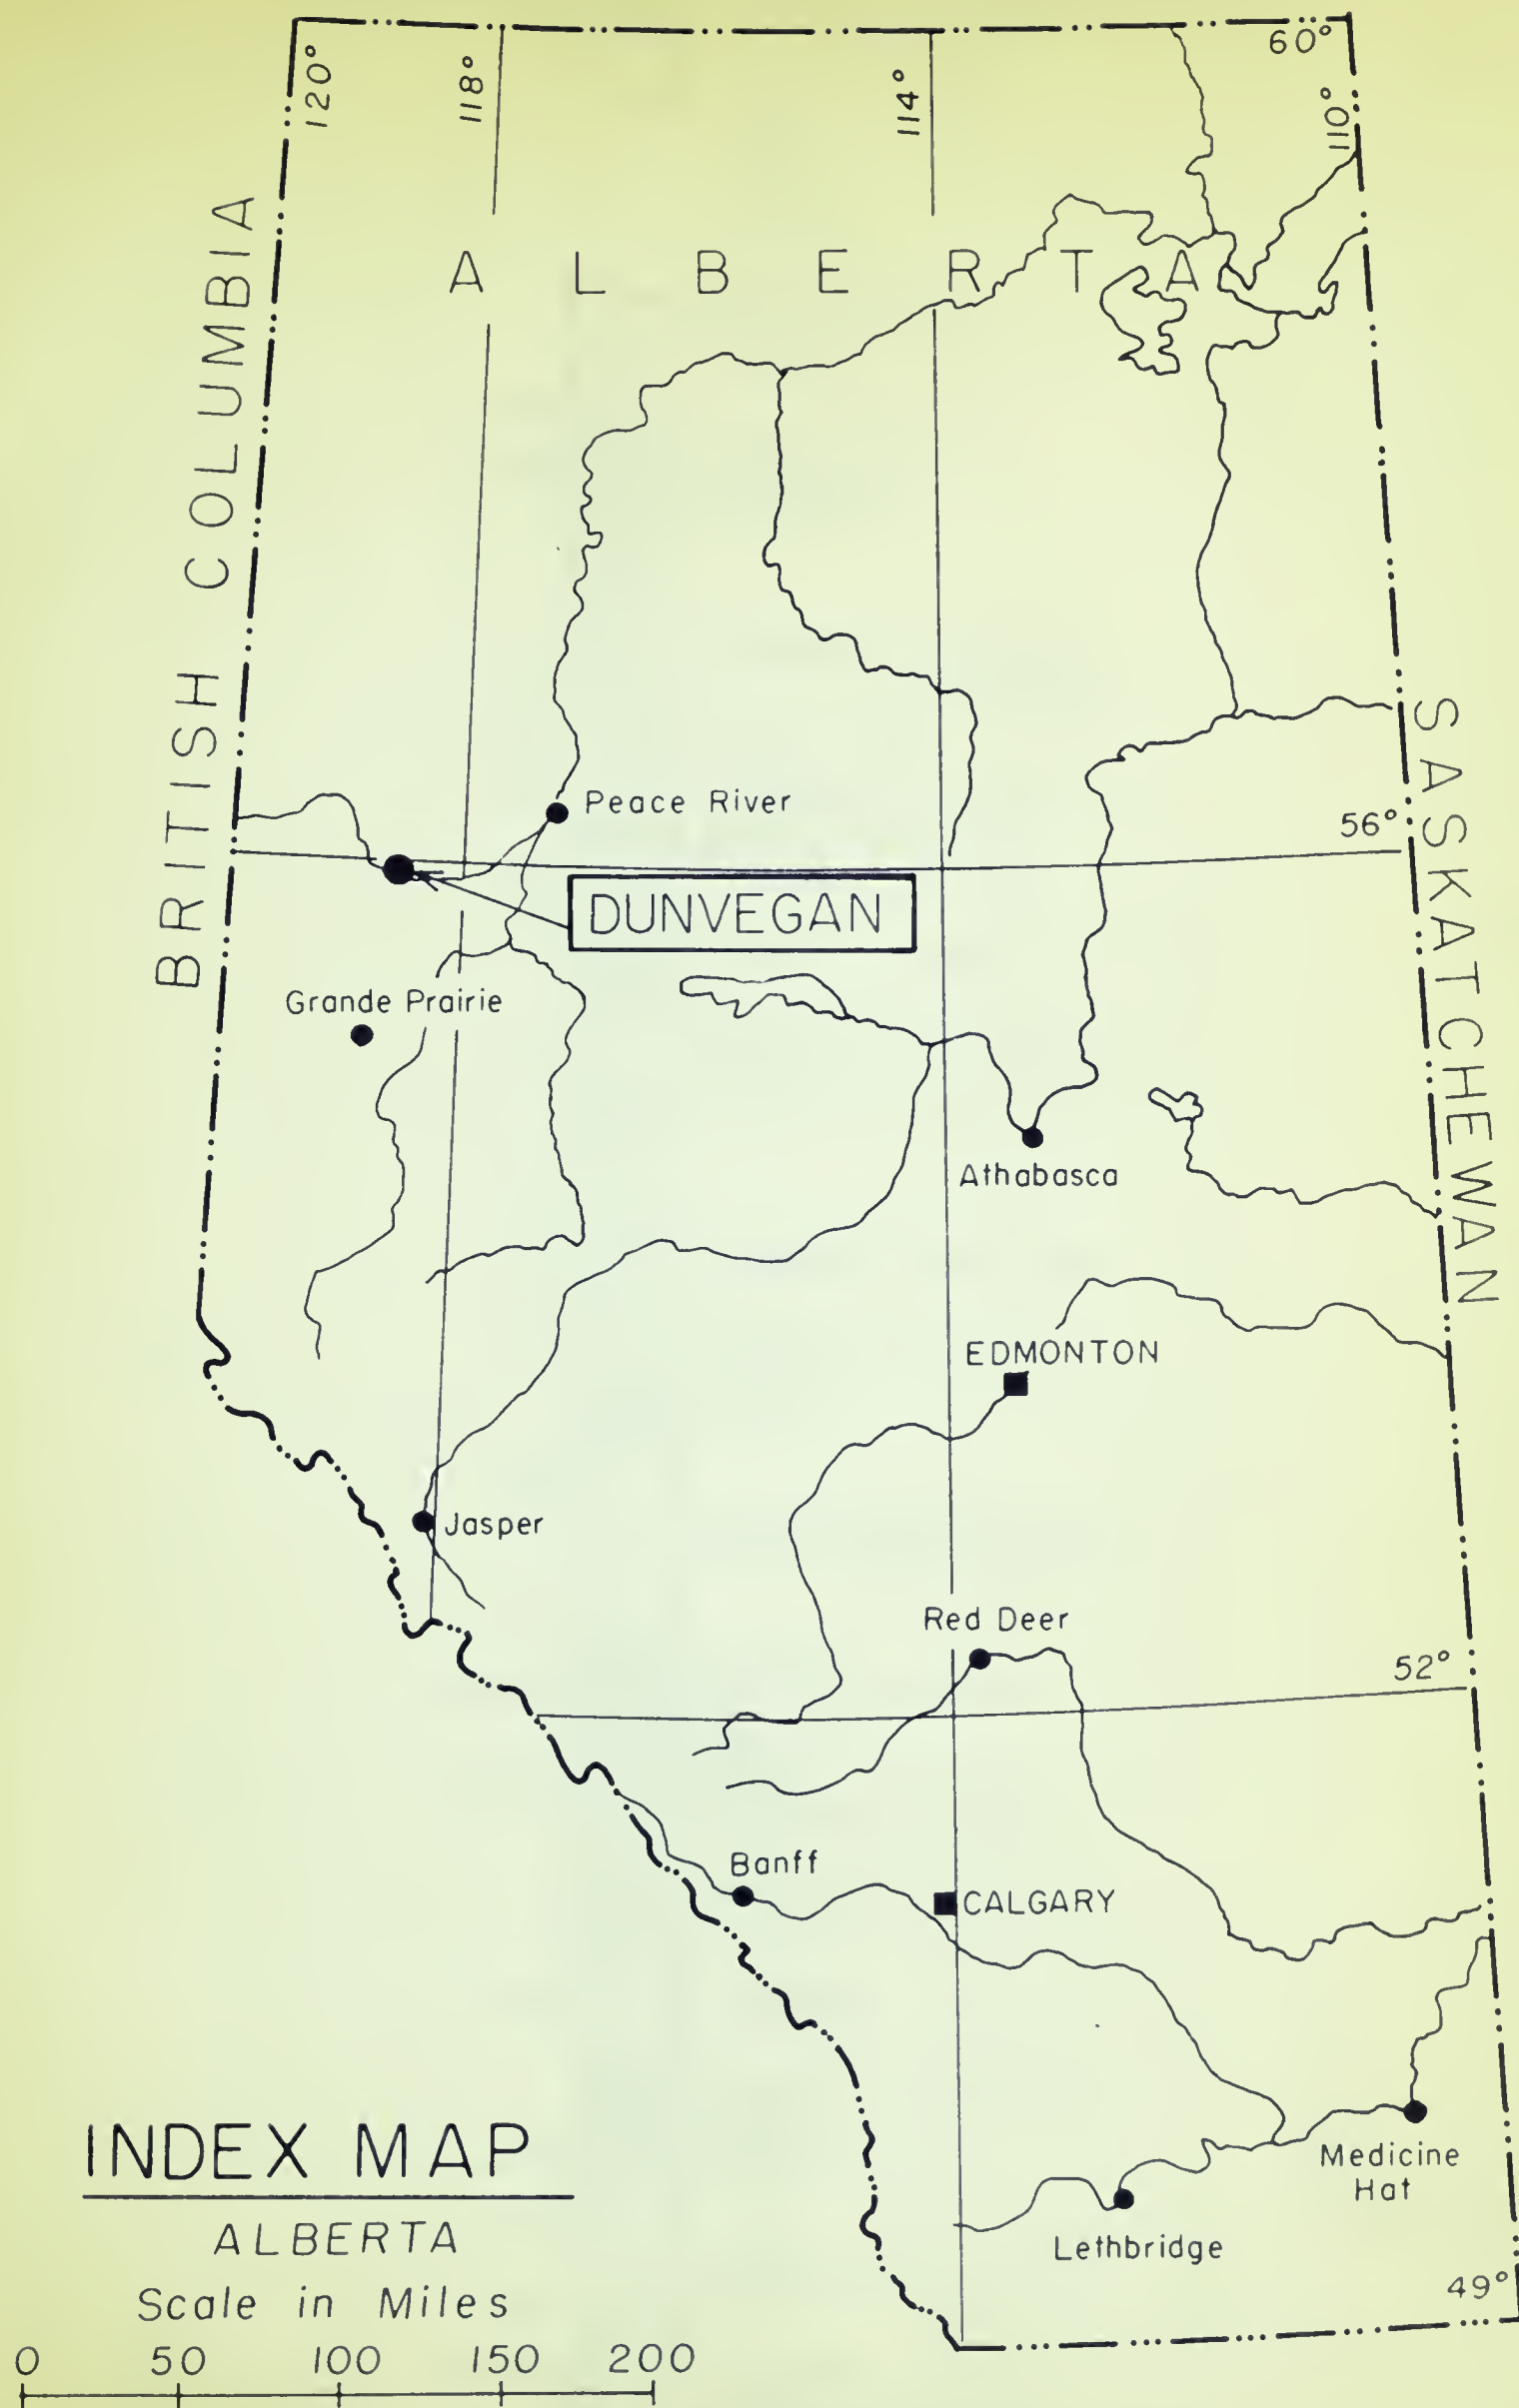 60°
120°
118°
114°
110°
ALBERTA
BRITISH COLUMBIA
SASKATCHEWAN
Peace River
56°
DUNVEGAN
Grande Prairie
Athabasca
EDMONTON
Jasper
Red Deer
52°
Banff
CALGARY
Medicine
Hat
Lethbridge
49°
INDEX MAP
ALBERTA
Scale in Miles
0 50 100 150 200